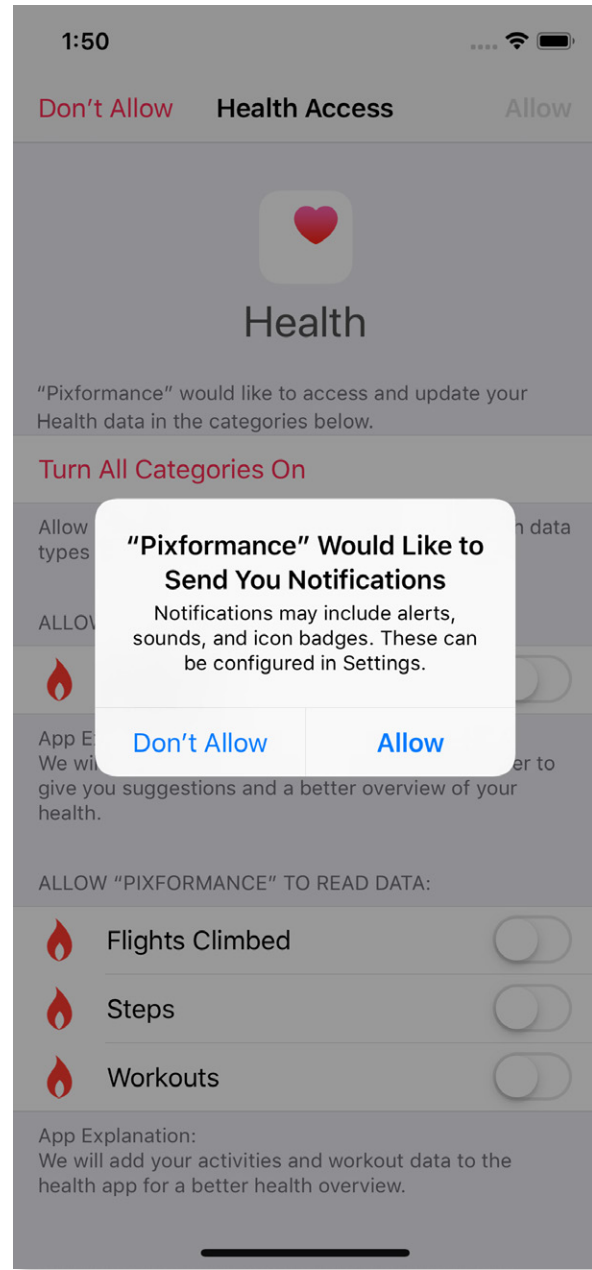 1:50
Don't Allow Health Access Allow
Health
"Pixformance" would like to access and update your
Health data in the categories below.
Turn All Categories On
Allow
data
types
"Pixformance" Would Like to
Send You Notifications
Notifications may include alerts,
sounds, and icon badges. These can
be configured in Settings.
Don't Allow Allow
App
We
to
give you suggestions and a better overview of your
health.
ALLOW "PIXFORMANCE" TO READ DATA:
Flights Climbed
Steps
Workouts
App Explanation:
We will add your activities and workout data to the
health app for a better health overview.